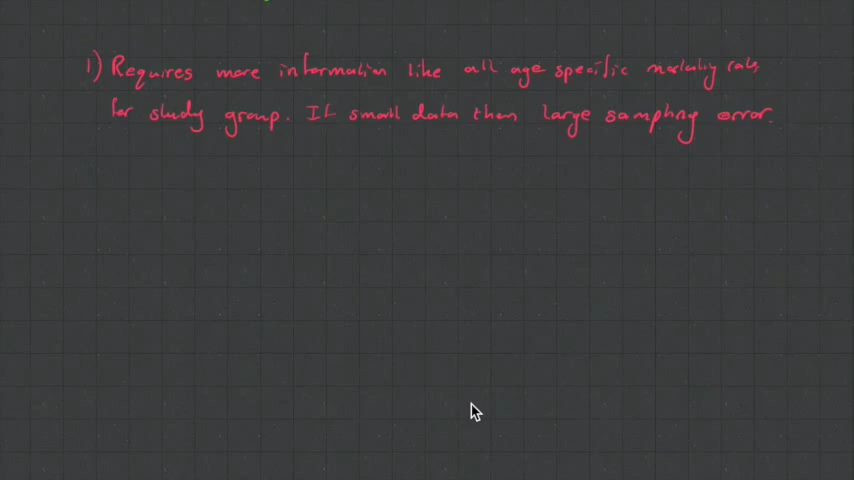 1) Requires more information like all age specific mortality rates
for study group. If small data then large sampling error.